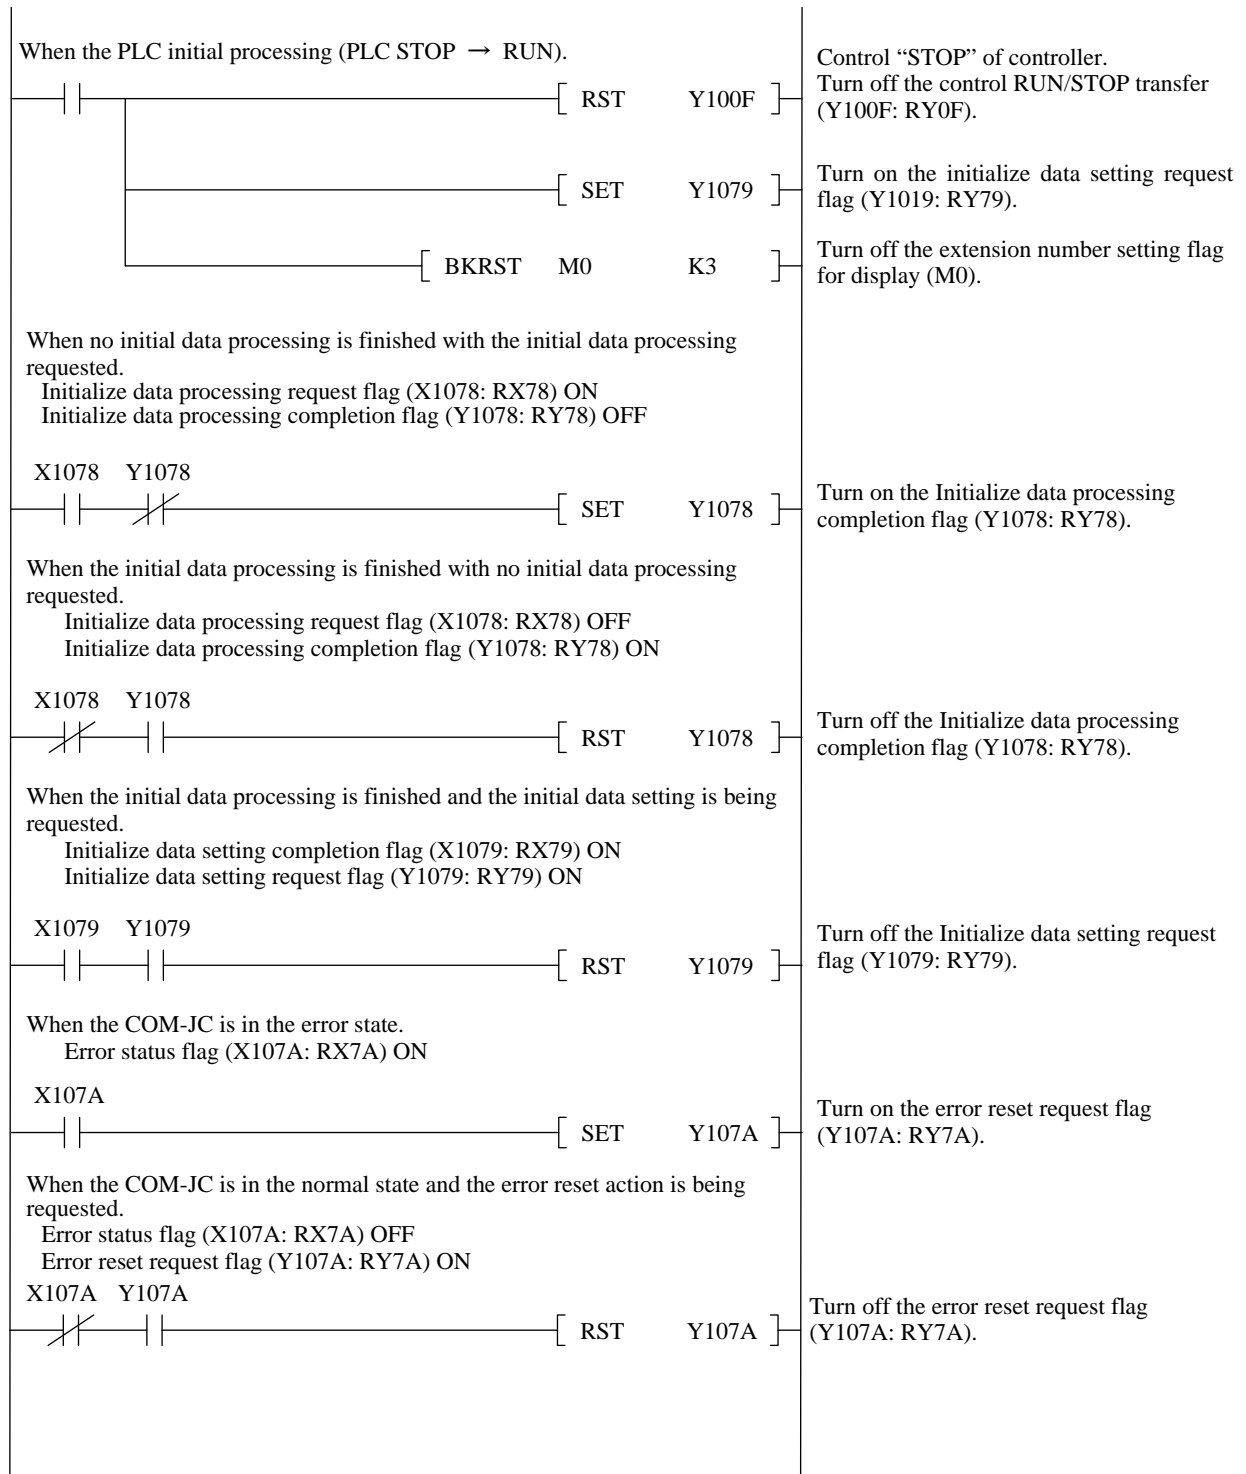 When the PLC initial processing (PLC STOP → RUN).
Control “STOP” of controller.
Turn off the control RUN/STOP transfer
(Y100F: RY0F).
RST Y100F
Turn on the initialize data setting request
flag (Y1019: RY79).
SET Y1079
Turn off the extension number setting flag
for display (M0).
BKRST M0 K3
When no initial data processing is finished with the initial data processing
requested.
Initialize data processing request flag (X1078: RX78) ON
Initialize data processing completion flag (Y1078: RY78) OFF
X1078 Y1078
SET Y1078
Turn on the Initialize data processing
completion flag (Y1078: RY78).
When the initial data processing is finished with no initial data processing
requested.
Initialize data processing request flag (X1078: RX78) OFF
Initialize data processing completion flag (Y1078: RY78) ON
X1078 Y1078
RST Y1078
Turn off the Initialize data processing
completion flag (Y1078: RY78).
When the initial data processing is finished and the initial data setting is being
requested.
Initialize data setting completion flag (X1079: RX79) ON
Initialize data setting request flag (Y1079: RY79) ON
X1079 Y1079
RST Y1079
Turn off the Initialize data setting request
flag (Y1079: RY79).
When the COM-JC is in the error state.
Error status flag (X107A: RX7A) ON
X107A
SET Y107A
Turn on the error reset request flag
(Y107A: RY7A).
When the COM-JC is in the normal state and the error reset action is being
requested.
Error status flag (X107A: RX7A) OFF
Error reset request flag (Y107A: RY7A) ON
X107A Y107A
RST Y107A
Turn off the error reset request flag
(Y107A: RY7A).